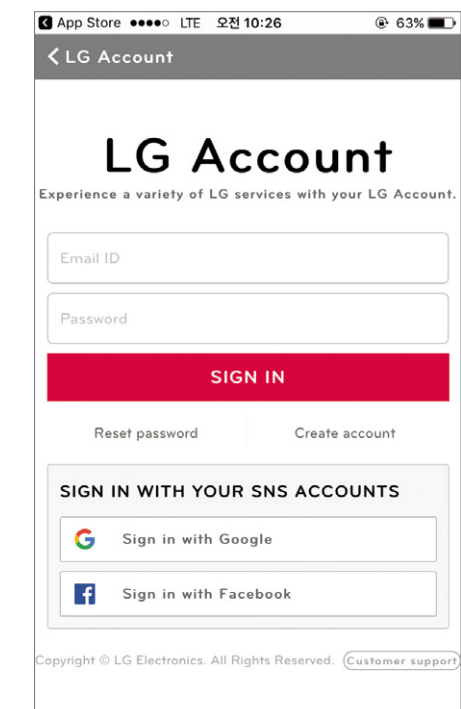 App Store LTE 오전 10:26 63%
LG Account
LG Account
Experience a variety of LG services with your LG Account.
Email ID
Password
SIGN IN
Reset password Create account
SIGN IN WITH YOUR SNS ACCOUNTS
G Sign in with Google
f Sign in with Facebook
Copyright © LG Electronics. All Rights Reserved. Customer support